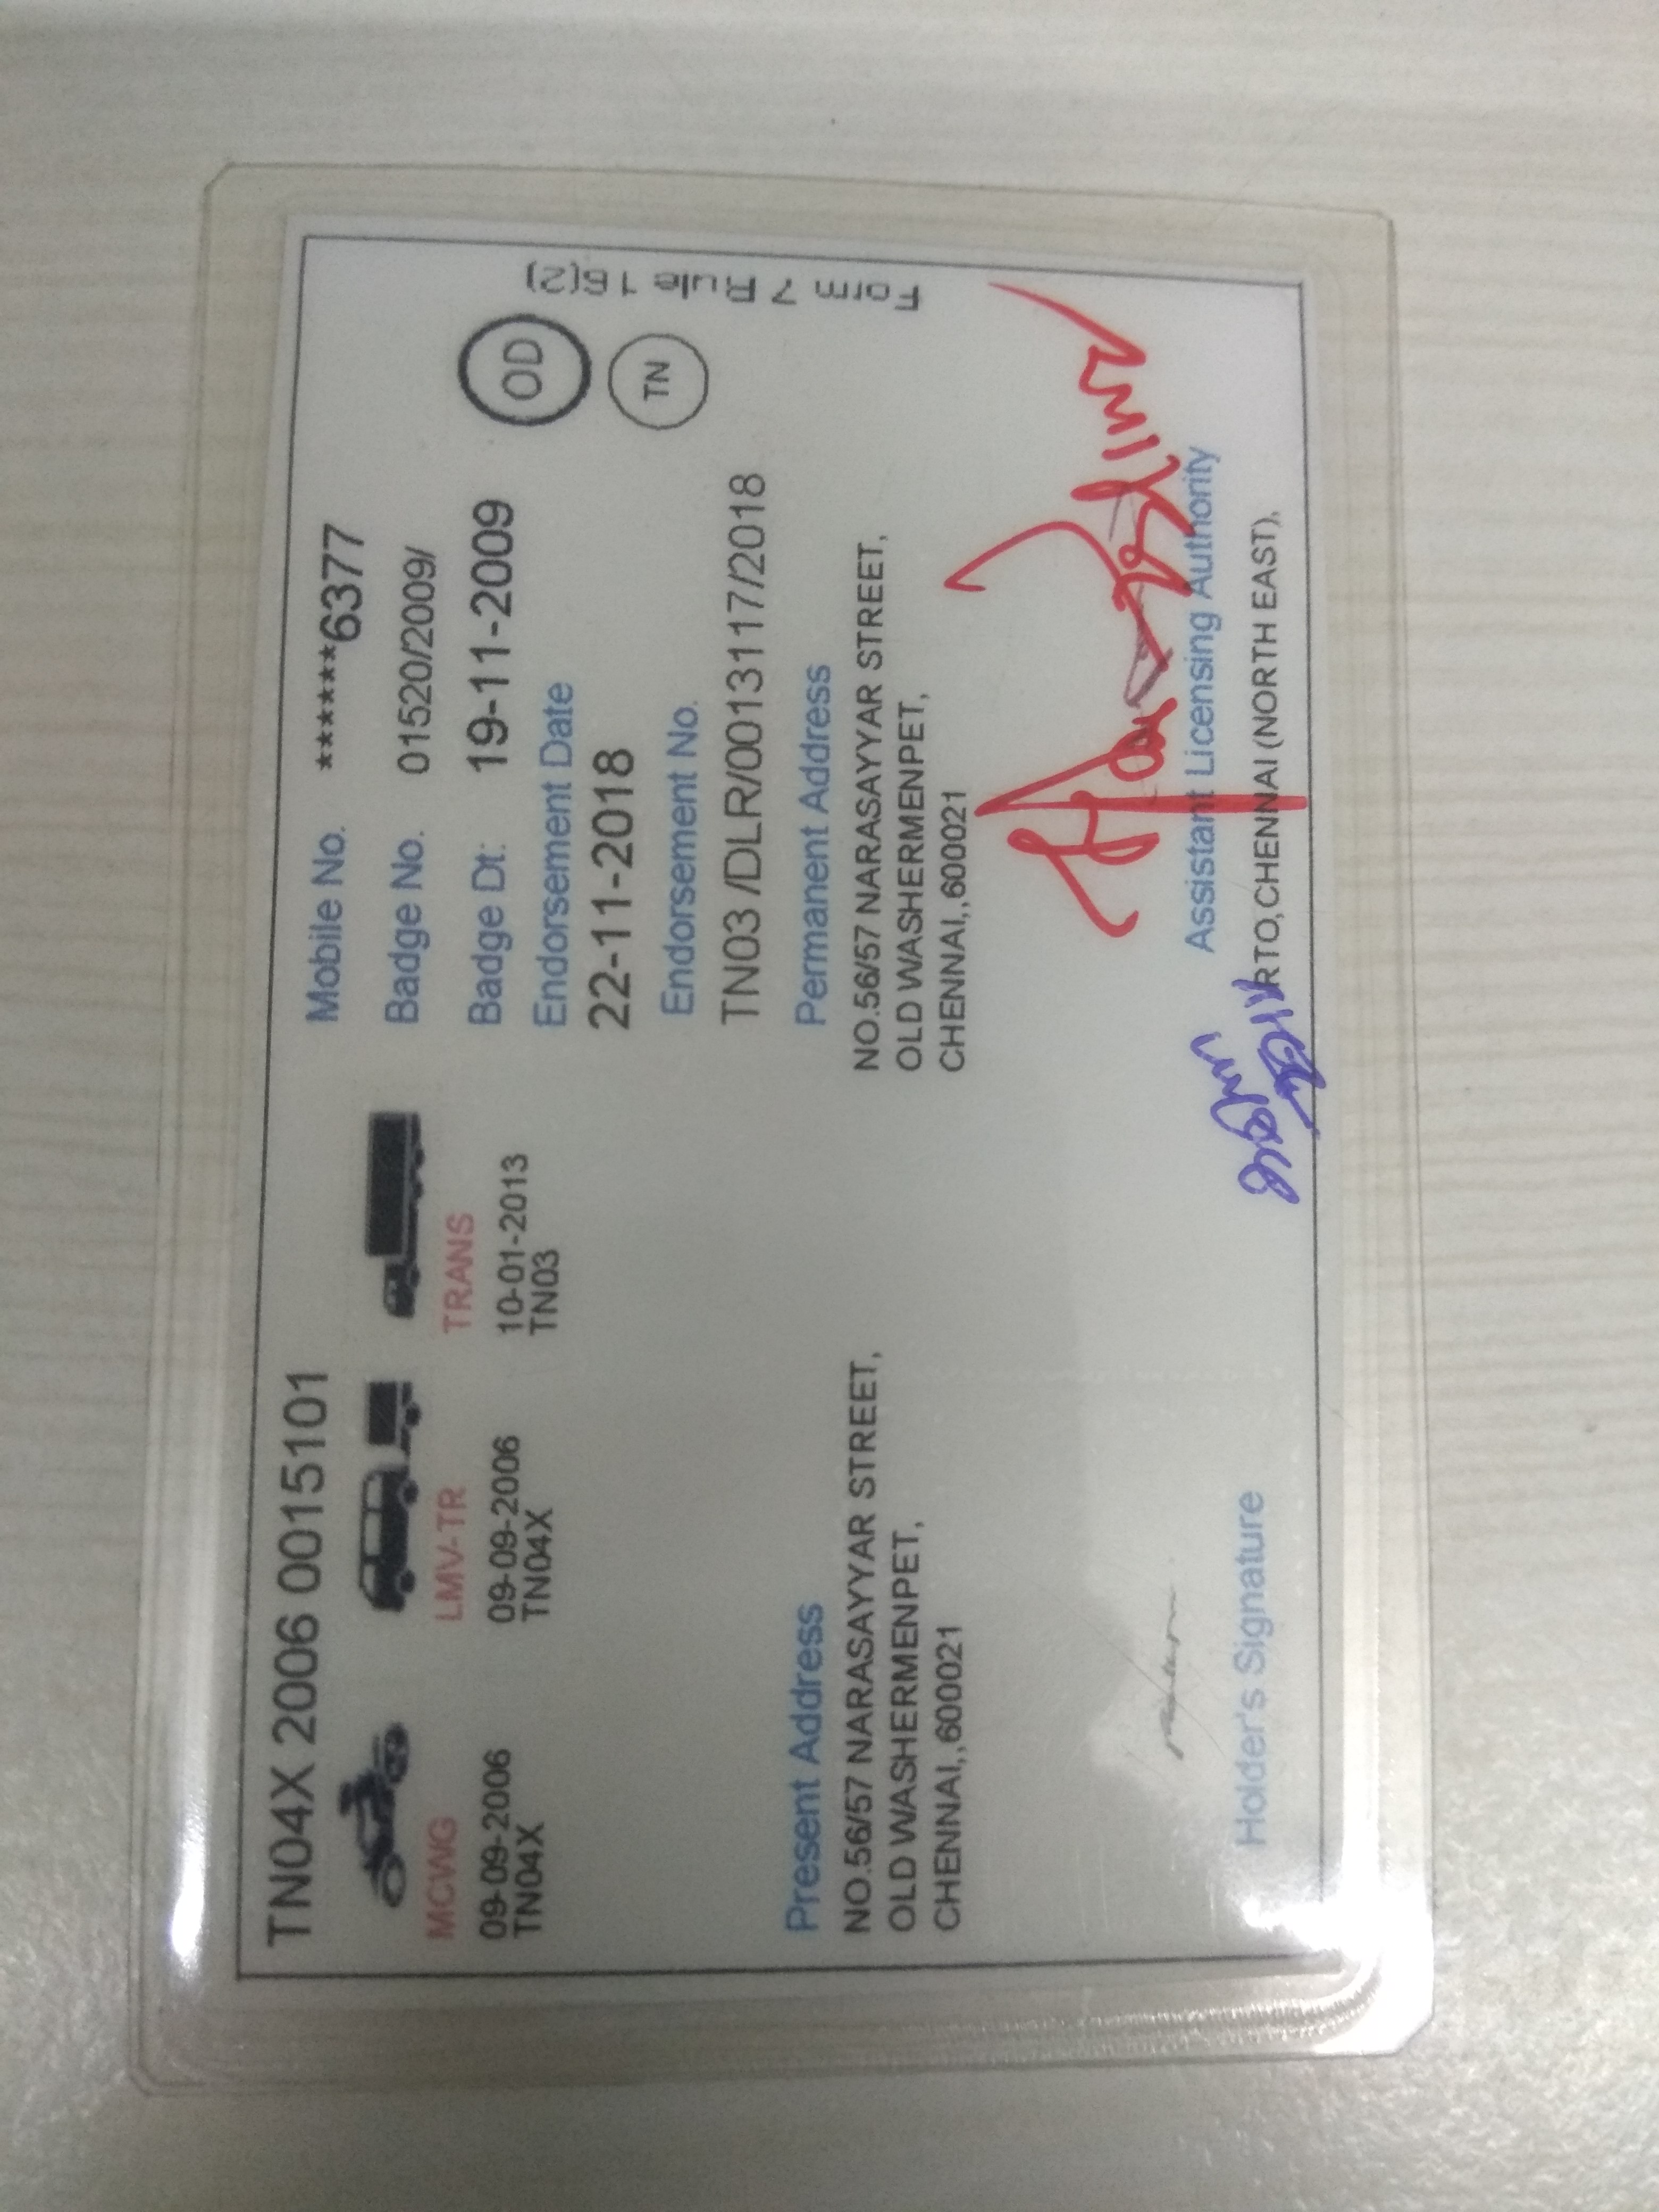 TN04X 2006 0015101
MCWG
09-09-2006
TN04X
LMV-TR
09-09-2006
TN04X
TRANS
10-01-2013
TN03
Mobile No. ******6377
Badge No. 01520/2009/
Badge Dt: 19-11-2009
Endorsement Date
22-11-2018
Endorsement No.
TN03 /DLR/0013117/2018
OD
TN
Form 7 Rule 16(2)
Present Address
NO.56/57 NARASAYYAR STREET,
OLD WASHERMENPET,
CHENNAI,,600021
Permanent Address
NO.56/57 NARASAYYAR STREET,
OLD WASHERMENPET,
CHENNAI,,600021
Holder's Signature
Assistant Licensing Authority
RTO,CHENNAI (NORTH EAST),